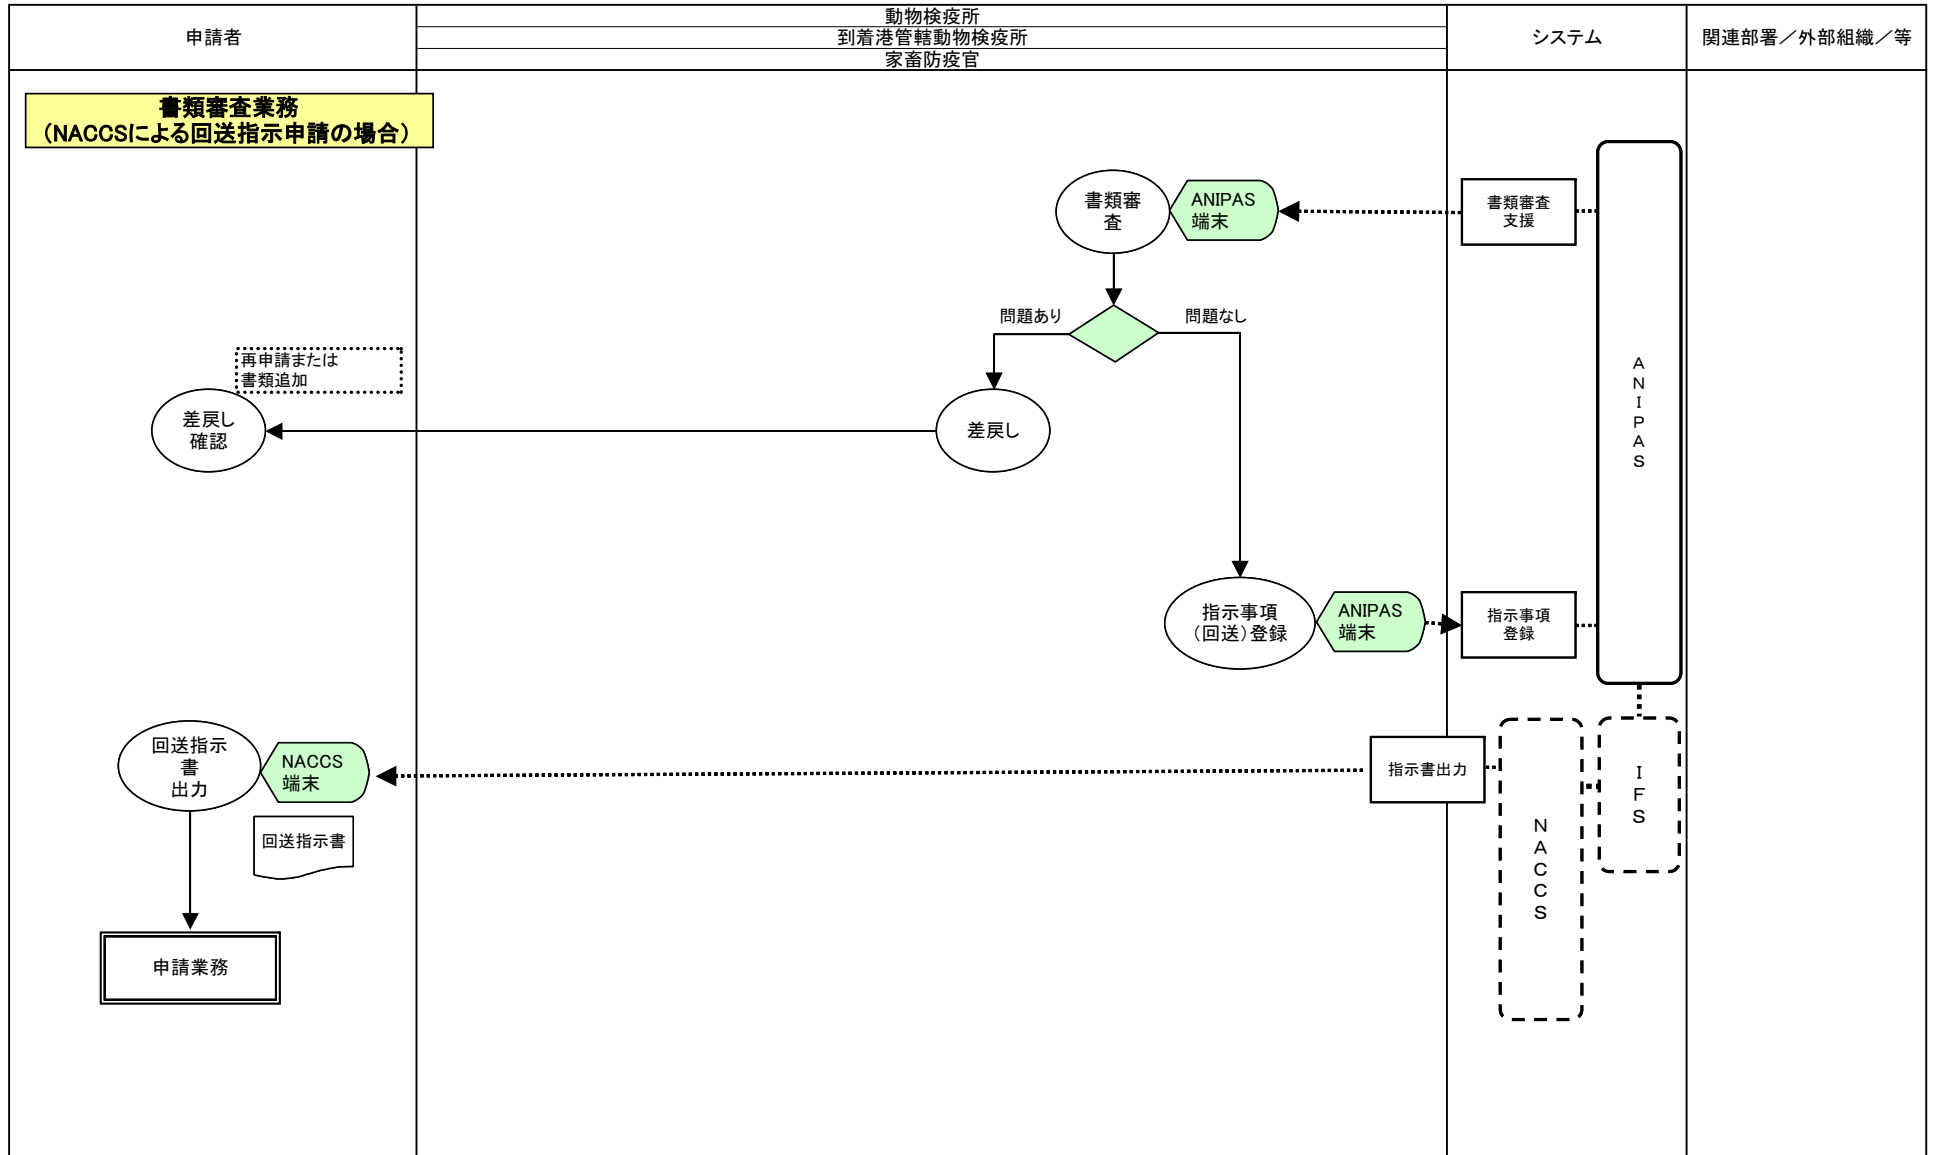 申請者
動物検疫所
到着港管轄動物検疫所
家畜防疫官
システム
関連部署／外部組織／等
書類審査業務
（NACCSによる回送指示申請の場合）
書類審
査
ANIPAS
端末
書類審査
支援
問題あり
問題なし
再申請または
書類追加
差戻し
確認
差戻し
A
N
I
P
A
S
指示事項
（回送）登録
ANIPAS
端末
指示事項
登録
回送指示
書
出力
NACCS
端末
指示書出力
I
F
S
回送指示書
N
A
C
C
S
申請業務